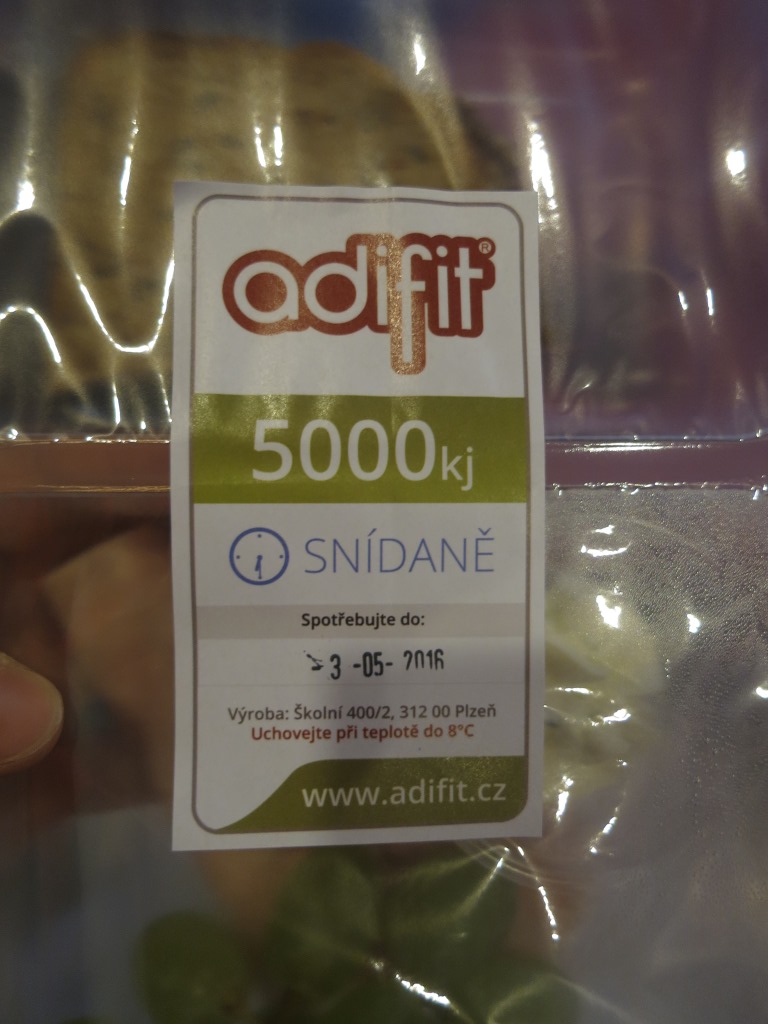 adifit®
5000kj
SNÍDANĚ
Spotřebujte do:
3 -05- 2016
Výroba: Školní 400/2, 312 00 Plzeň
Uchovejte při teplotě do 8°C
www.adifit.cz